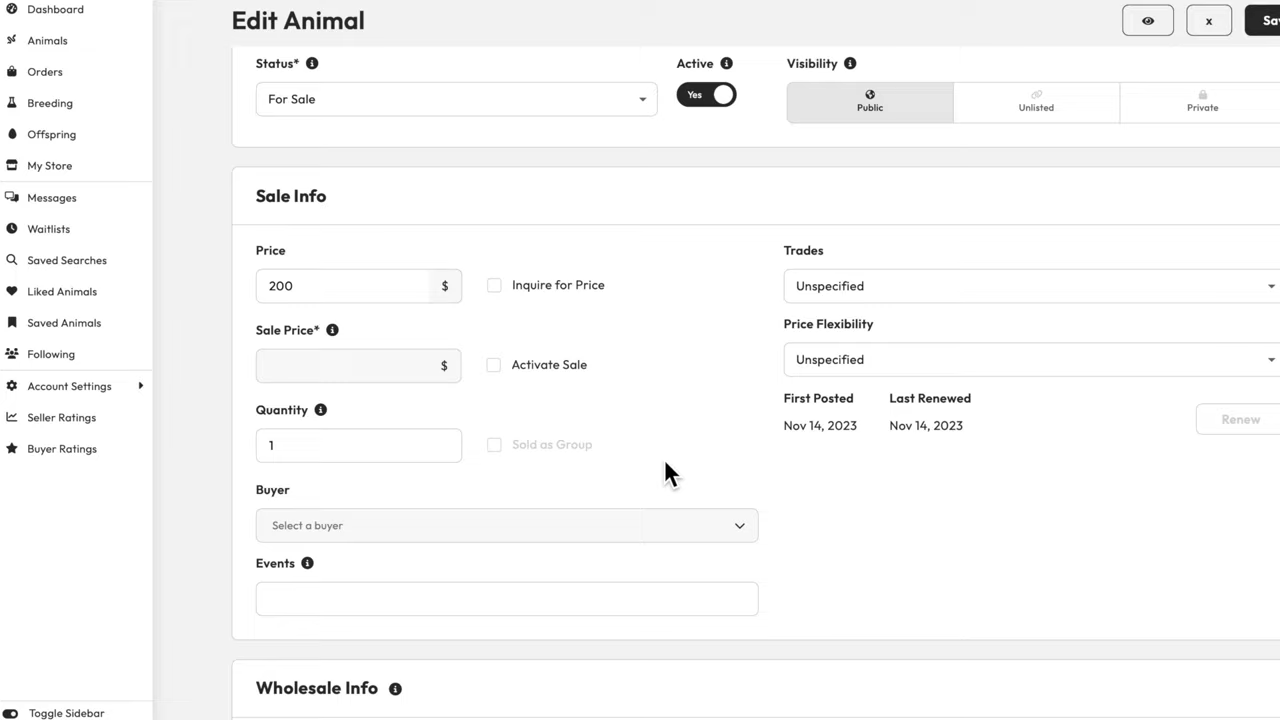 Dashboard
Animals
Orders
Breeding
Offspring
My Store
Messages
Waitlists
Saved Searches
Liked Animals
Saved Animals
Following
Account Settings
Seller Ratings
Buyer Ratings
Toggle Sidebar
Edit Animal
x
Status*
For Sale
Active
Yes
Visibility
Public
Unlisted
Private
Sale Info
Price
200 $
Inquire for Price
Sale Price*
$
Activate Sale
Quantity
1
Sold as Group
Buyer
Select a buyer
Events
Trades
Unspecified
Price Flexibility
Unspecified
First Posted Last Renewed
Nov 14, 2023 Nov 14, 2023
Renew
Wholesale Info